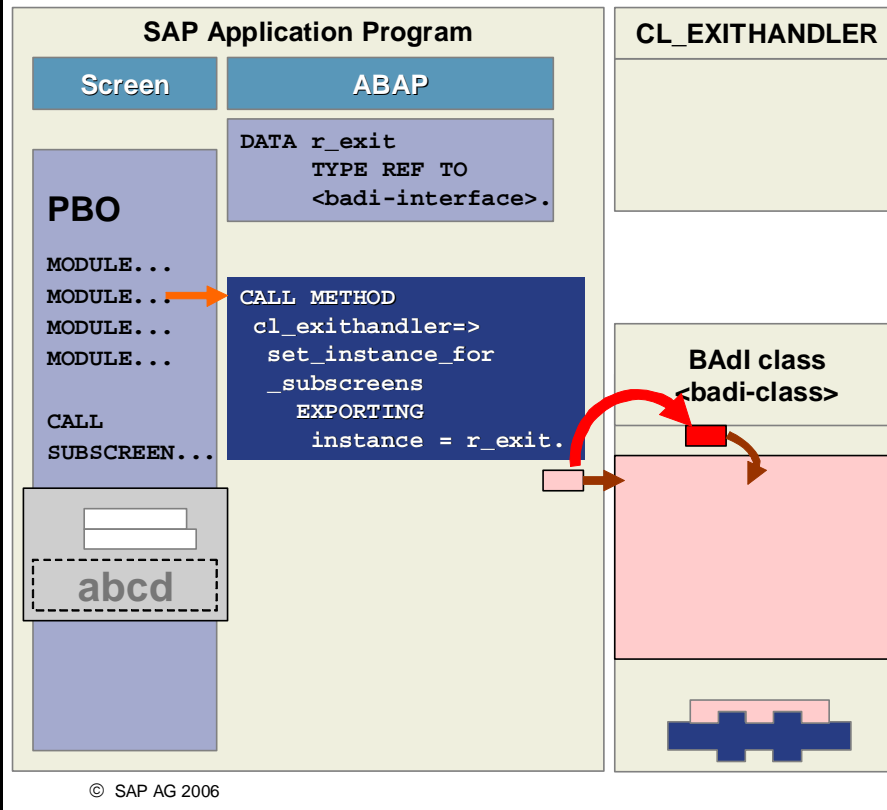 SAP Application Program
Screen
ABAP
DATA r_exit
TYPE REF TO
<badi-interface>.
PBO
MODULE...
MODULE...
MODULE...
MODULE...
CALL
SUBSCREEN...
abcd
CALL METHOD
cl_exithandler=>
set_instance_for
_subscreens
EXPORTING
instance = r_exit.
CL_EXITHANDLER
BAdI class
<badi-class>
© SAP AG 2006